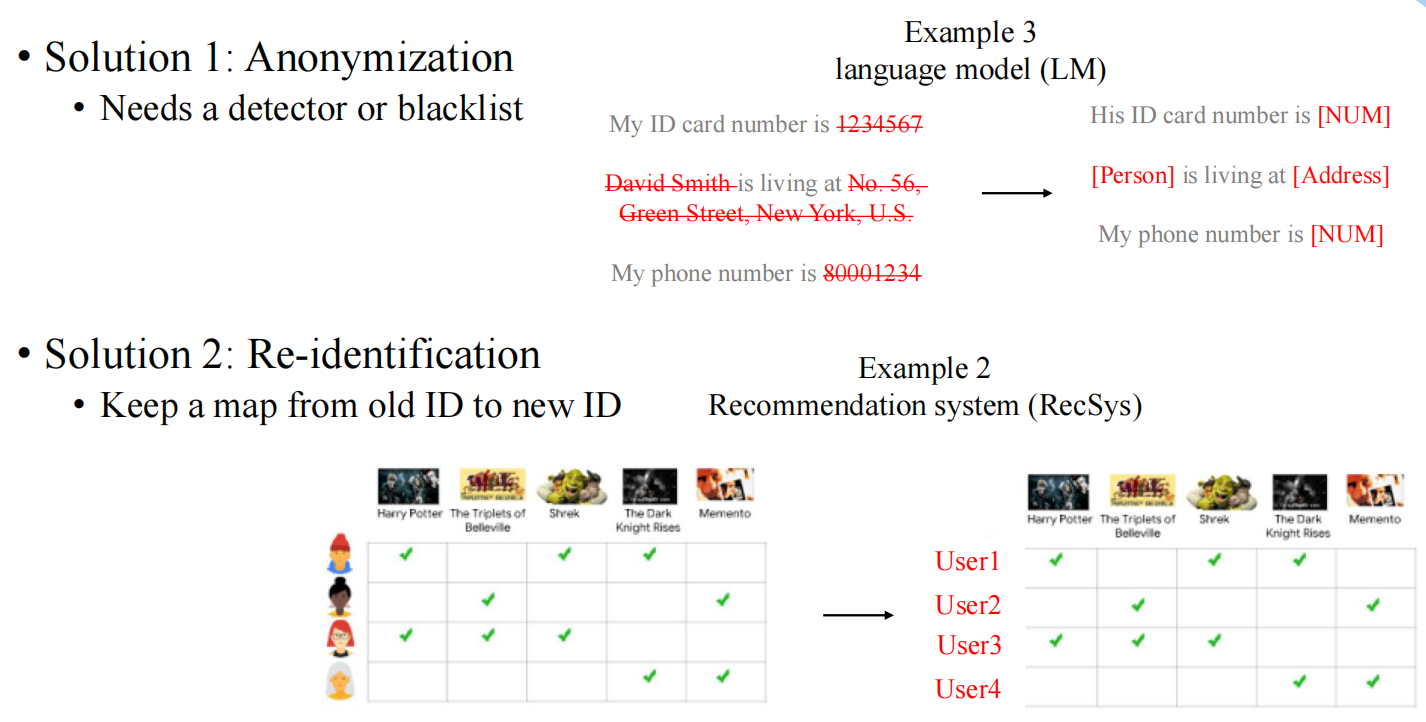 • Solution 1: Anonymization
• Needs a detector or blacklist
Example 3
language model (LM)
My ID card number is 1234567
David Smith is living at No. 56,
Green Street, New York, U.S.
My phone number is 80001234
His ID card number is [NUM]
[Person] is living at [Address]
My phone number is [NUM]
• Solution 2: Re-identification
• Keep a map from old ID to new ID
Example 2
Recommendation system (RecSys)
Harry Potter The Triplets of Shrek The Dark Memento
Belleville Knight Rises
Harry Potter The Triplets of Shrek The Dark Memento
Belleville Knight Rises
User1
User2
User3
User4